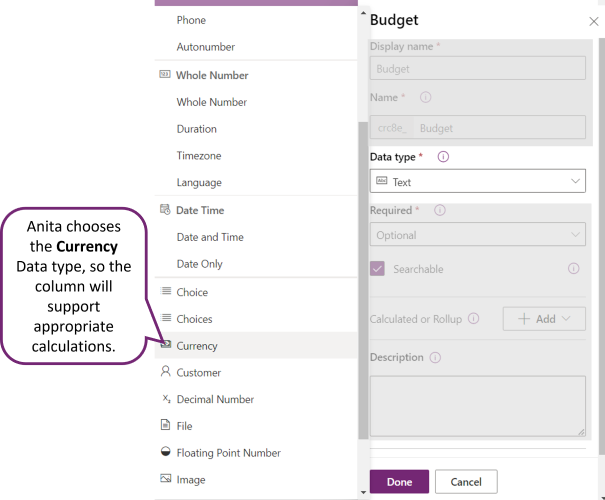 Phone
Autonumber
Whole Number
Whole Number
Duration
Timezone
Language
Date Time
Date and Time
Date Only
Choice
Choices
Currency
Customer
Decimal Number
File
Floating Point Number
Image
Anita chooses
the Currency
Data type, so the
column will
support
appropriate
calculations.
Budget
Display name *
Budget
Name *
crc8e_ Budget
Data type *
Abc Text
Required *
Optional
Searchable
Calculated or Rollup
+ Add
Description
Done Cancel